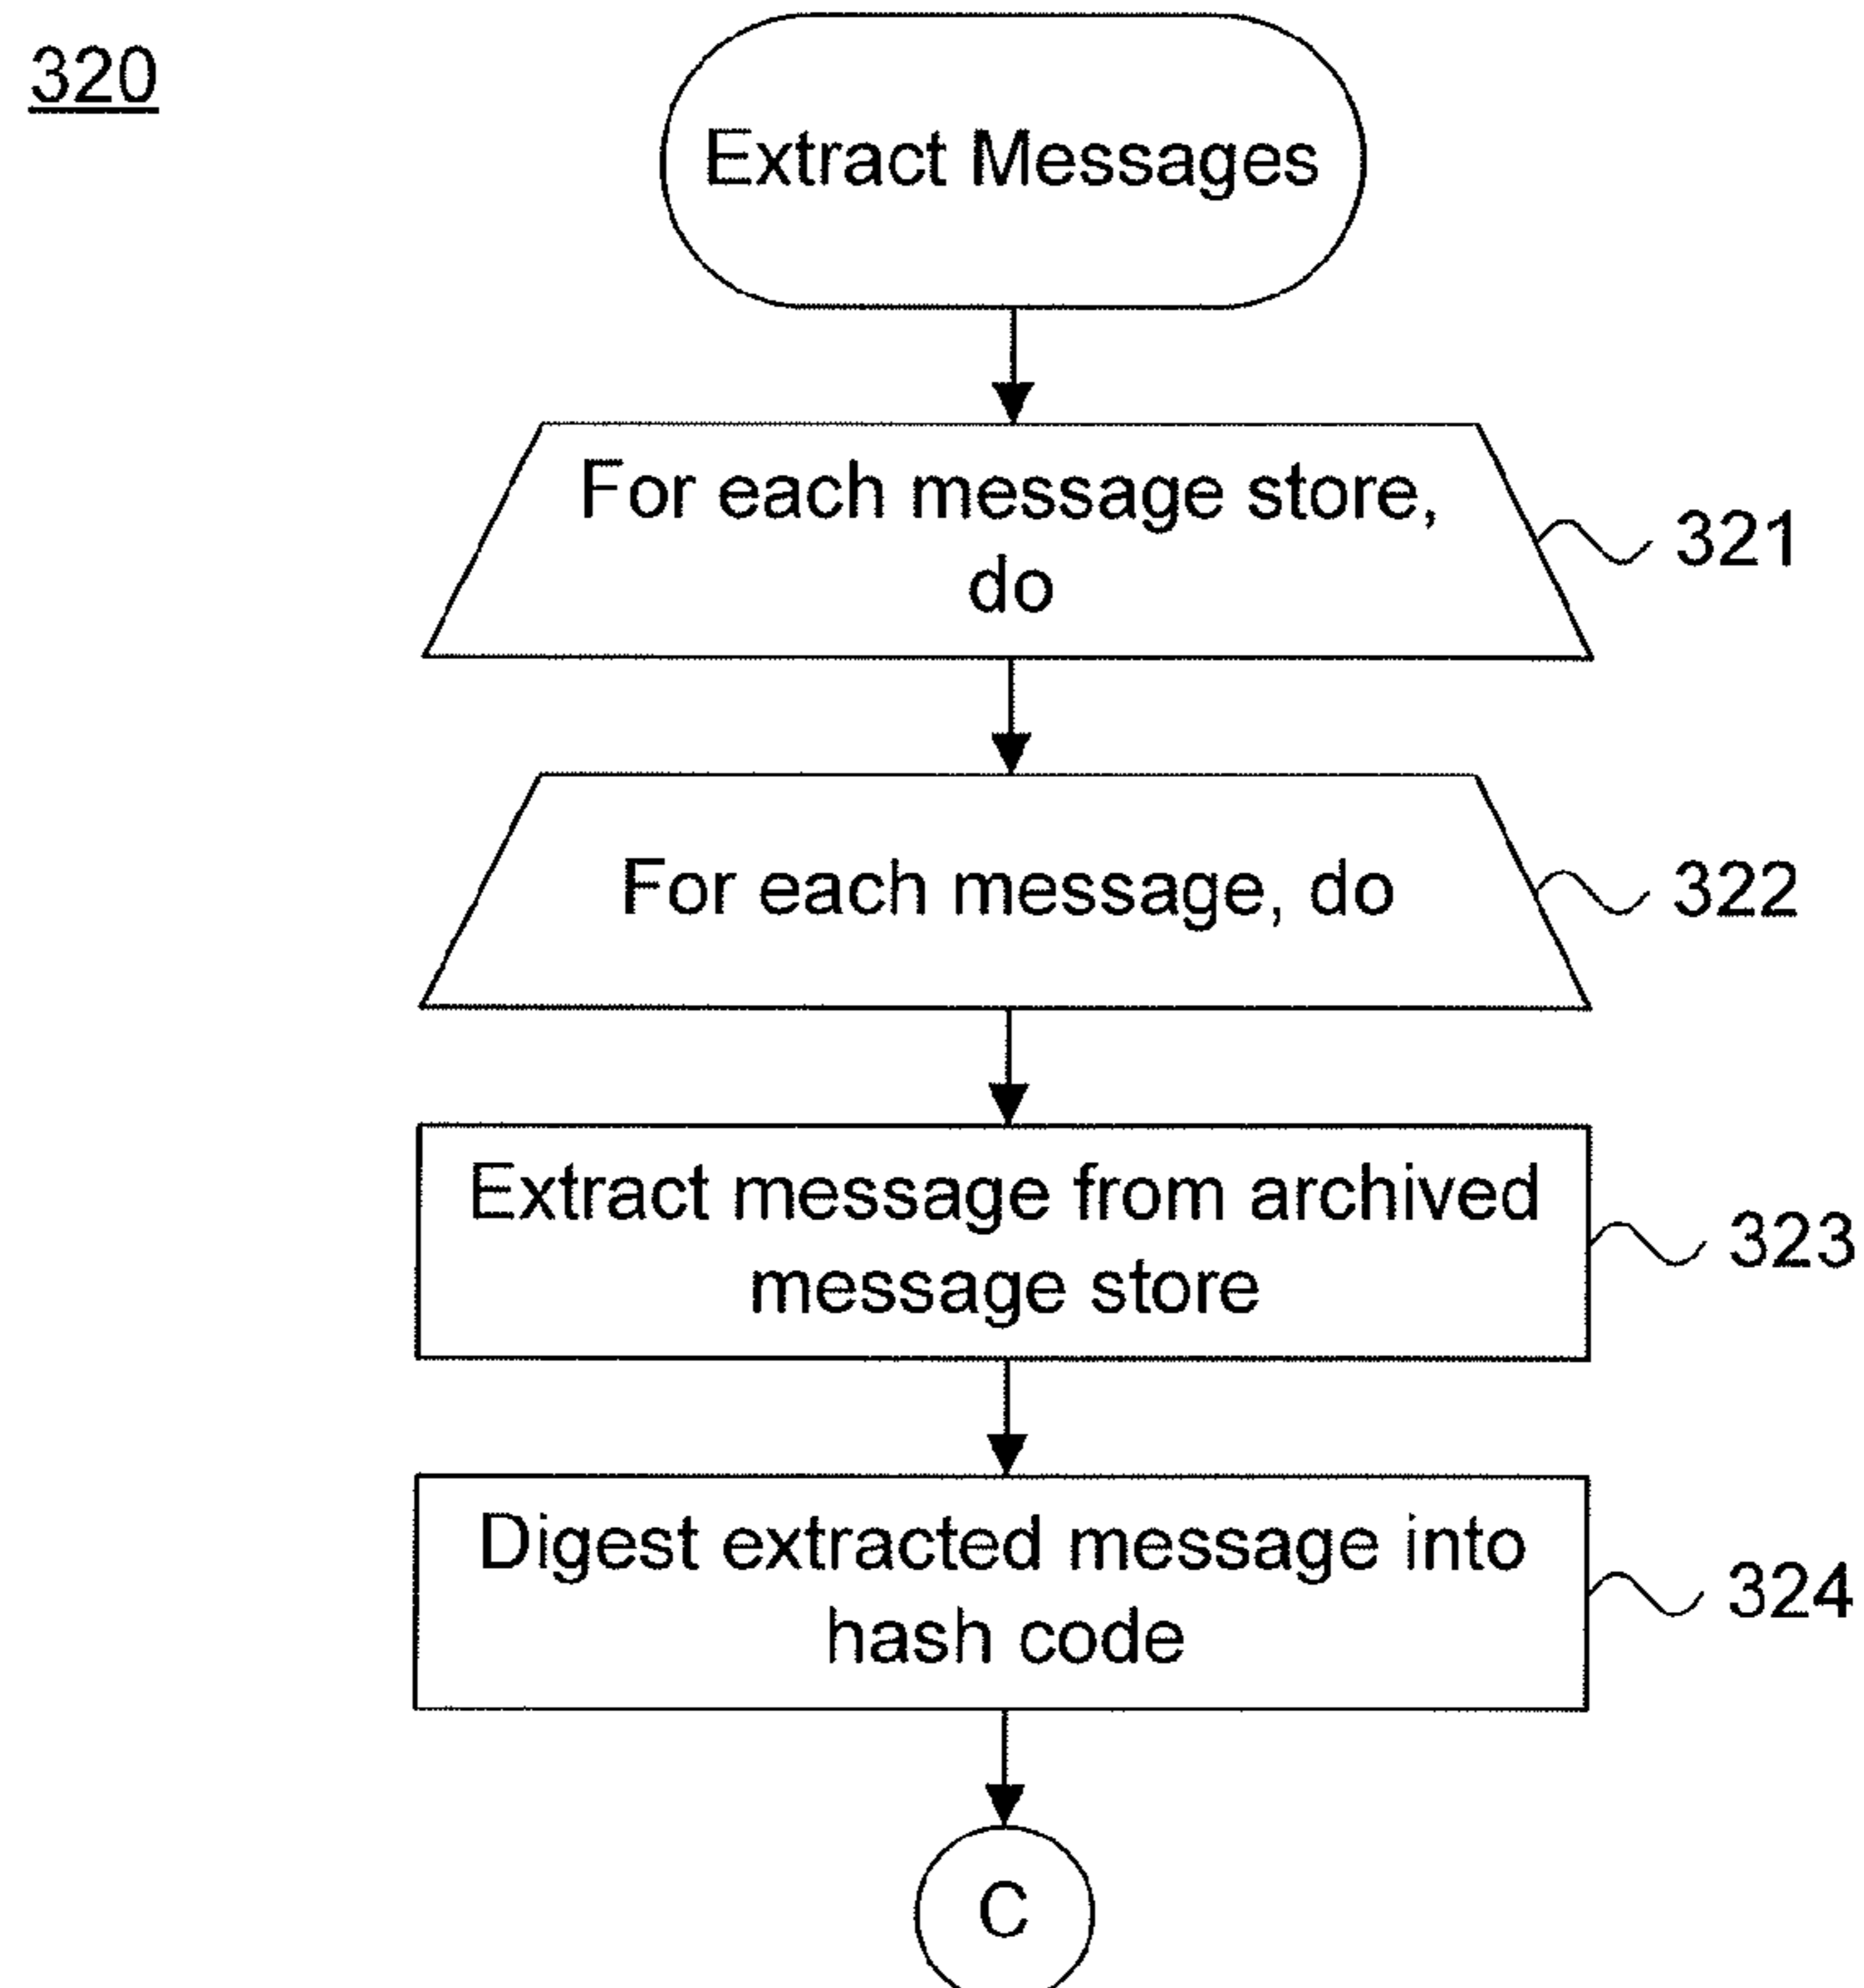 320
Extract Messages
For each message store,
do
321
For each message, do
322
Extract message from archived
message store
323
Digest extracted message into
hash code
324
C